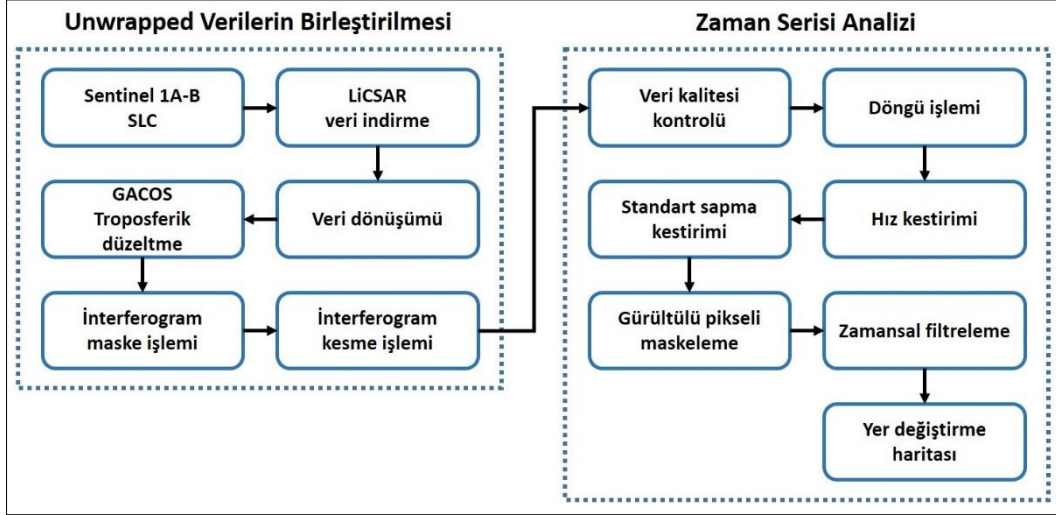 Unwrapped Verilerin Birleştirilmesi
Sentinel 1A-B
SLC
LiCSAR
veri indirme
Veri dönüşümü
GACOS
Troposferik
düzeltme
İnterferogram
maske işlemi
İnterferogram
kesme işlemi
Zaman Serisi Analizi
Veri kalitesi
kontrolü
Döngü işlemi
Hız kestirimi
Standart sapma
kestirimi
Gürültülü pikseli
maskeleme
Zamansal filtreleme
Yer değiştirme
haritası